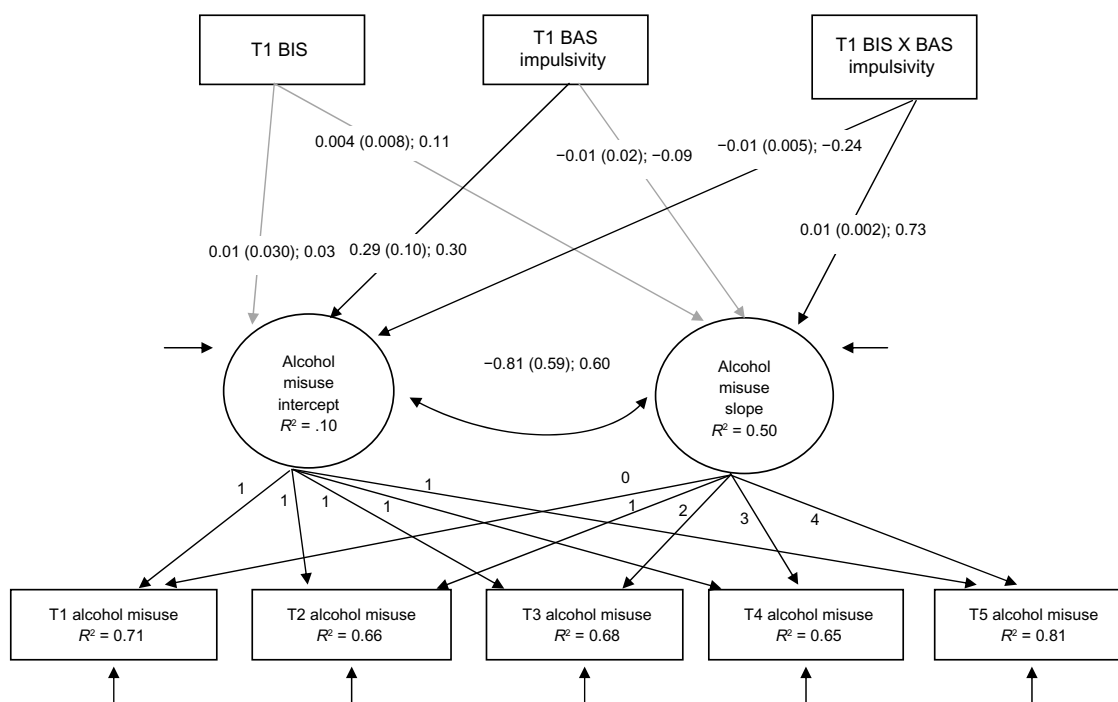 T1 BIS
T1 BAS
impulsivity
T1 BIS X BAS
impulsivity
0.004 (0.008); 0.11
−0.01 (0.02); −0.09
−0.01 (0.005); −0.24
0.01 (0.002); 0.73
0.01 (0.030); 0.03
0.29 (0.10); 0.30
Alcohol
misuse
intercept
R² = .10
−0.81 (0.59); 0.60
Alcohol
misuse
slope
R² = 0.50
1
1
1
1
1
0
1
2
3
4
T1 alcohol misuse
R² = 0.71
T2 alcohol misuse
R² = 0.66
T3 alcohol misuse
R² = 0.68
T4 alcohol misuse
R² = 0.65
T5 alcohol misuse
R² = 0.81